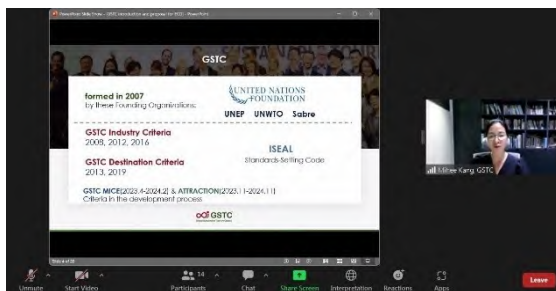 GSTC
formed in 2007
by these Founding Organizations:
UNITED NATIONS
FOUNDATION
UNEP UNWTO Sabre
GSTC Industry Criteria
2008, 2012, 2016
GSTC Destination Criteria
2013, 2019
ISEAL
Standards-Setting Code
GSTC MICE(2023.4-2024.2) & ATTRACTION(2023.11-2024.11)
Criteria in the development process
GSTC
Mihee Kang, GSTC
Unmute
Start Video
14
Participants
Chat
Share Screen
Interpretation
Reactions
Apps
Leave